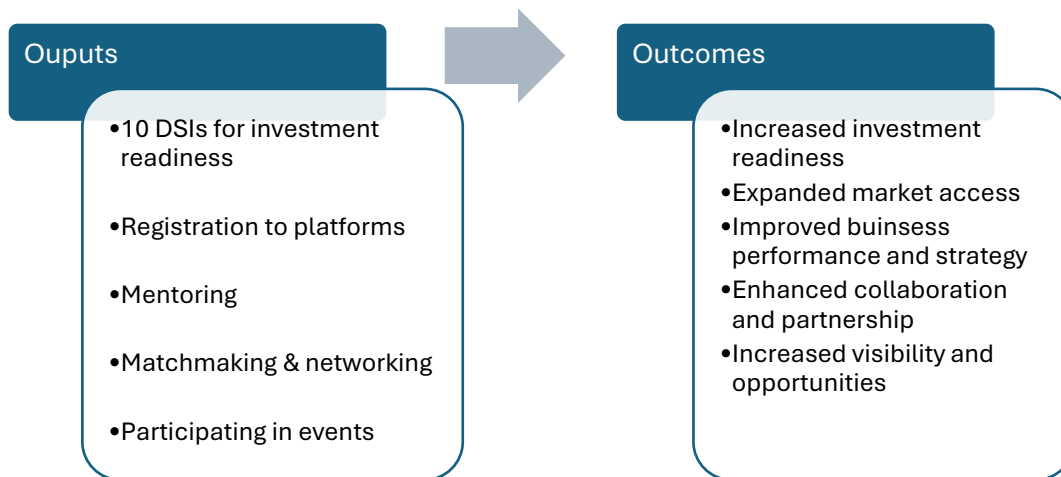 Ouputs
•10 DSIs for investment
readiness
•Registration to platforms
•Mentoring
•Matchmaking & networking
•Participating in events
Outcomes
•Increased investment
readiness
•Expanded market access
•Improved buinsess
performance and strategy
•Enhanced collaboration
and partnership
•Increased visibility and
opportunities